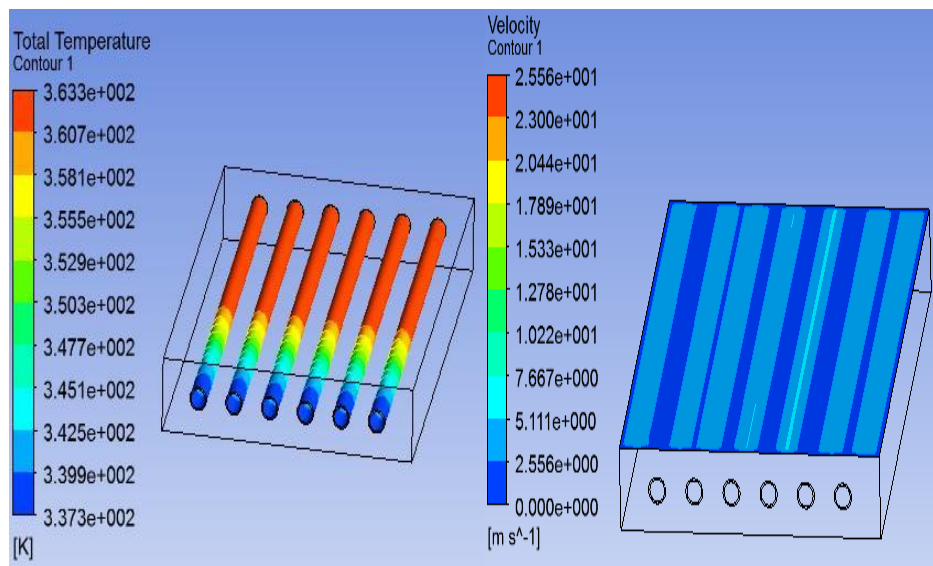 Total Temperature
Contour 1
3.633e+002
3.607e+002
3.581e+002
3.555e+002
3.529e+002
3.503e+002
3.477e+002
3.451e+002
3.425e+002
3.399e+002
3.373e+002
[K]
Velocity
Contour 1
2.556e+001
2.300e+001
2.044e+001
1.789e+001
1.533e+001
1.278e+001
1.022e+001
7.667e+000
5.111e+000
2.556e+000
0.000e+000
[m s^-1]